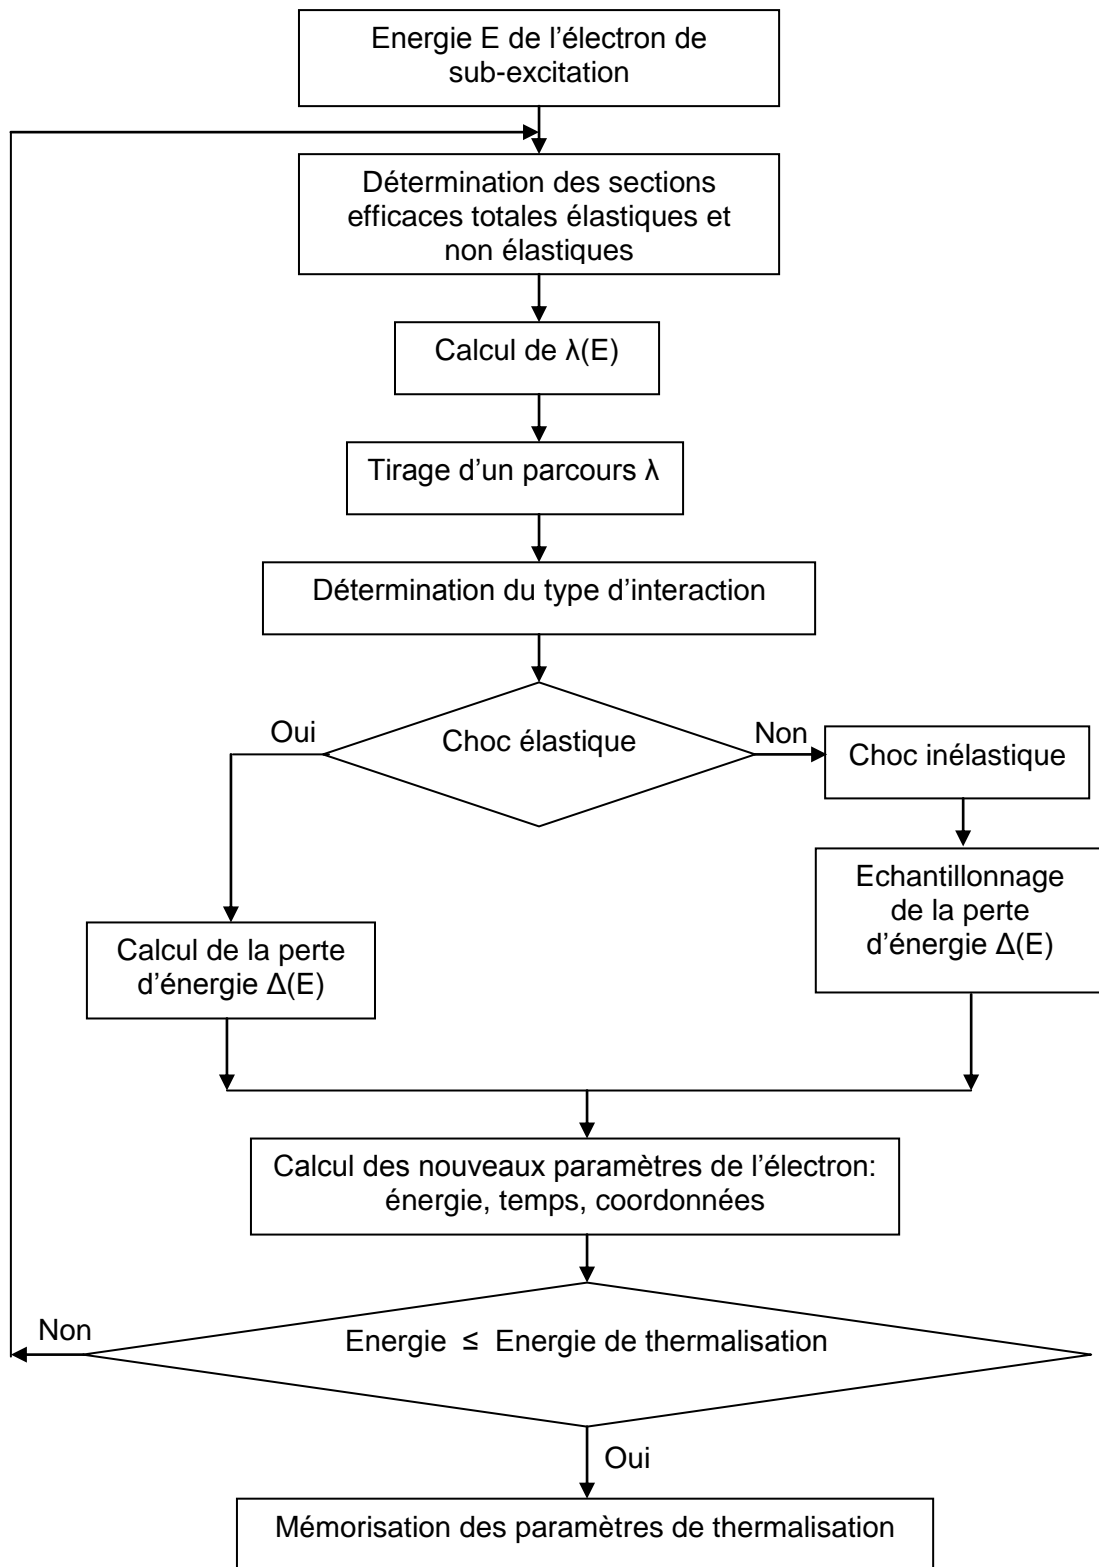 Energie E de l’électron de
sub-excitation
Détermination des sections
efficaces totales élastiques et
non élastiques
Calcul de λ(E)
Tirage d’un parcours λ
Détermination du type d’interaction
Oui
Choc élastique
Non
Choc inélastique
Echantillonnage
de la perte
d’énergie Δ(E)
Calcul de la perte
d’énergie Δ(E)
Calcul des nouveaux paramètres de l’électron:
énergie, temps, coordonnées
Non
Energie ≤ Energie de thermalisation
Oui
Mémorisation des paramètres de thermalisation